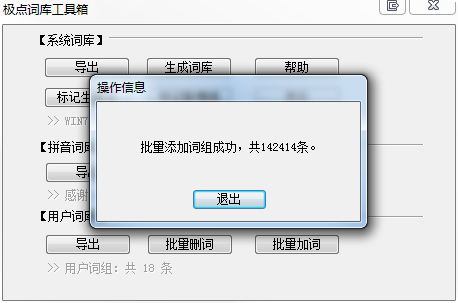 极点词库工具箱
【系统词库】
导出 生成词库 帮助
标记生
操作信息
>> WIN7
批量添加词组成功，共142414条。
【拼音词库
导
>> 感谢
退出
【用户词库
导出 批量删词 批量加词
>> 用户词组：共 18 条